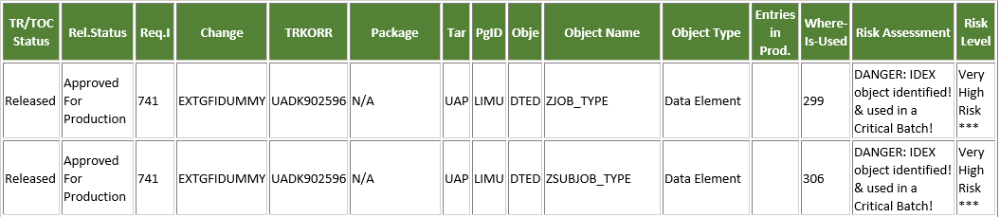 TR/TOC Status Rel.Status Req.I Change TRKORR Package Tar PgID Obje Object Name Object Type Entries in Prod. Where-Is-Used Risk Assessment Risk Level
Released Approved For Production 741 EXTGFIDUMMY UADK902596 N/A UAP LIMU DTED ZJOB_TYPE Data Element 299 DANGER: IDEX object identified! & used in a Critical Batch! Very High Risk ***
Released Approved For Production 741 EXTGFIDUMMY UADK902596 N/A UAP LIMU DTED ZSUBJOB_TYPE Data Element 306 DANGER: IDEX object identified! & used in a Critical Batch! Very High Risk ***